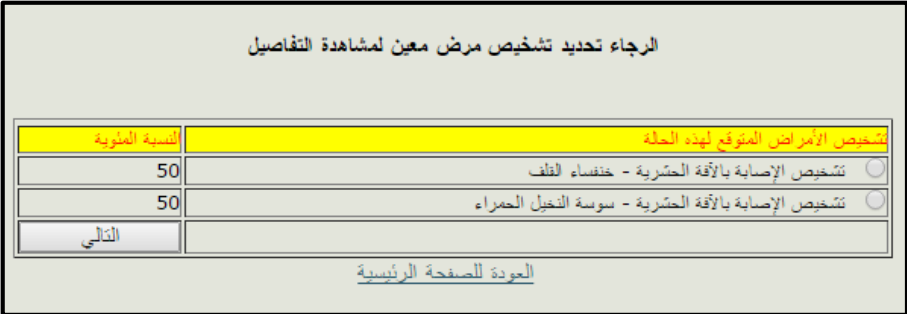 الرجاء تحديد تشخيص مرض معين لمشاهدة التفاصيل
تشخيص الأمراض المتوقع لهذه الحالة النسبة المئوية
تشخيص الإصابة بالآفة الحشرية - خنفساء القلف 50
تشخيص الإصابة بالآفة الحشرية - سوسة النخيل الحمراء 50
التالي
العودة للصفحة الرئيسية